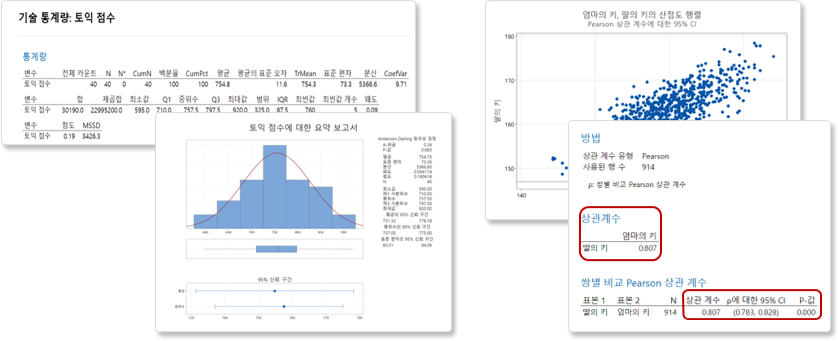 기술 통계량: 토익 점수
통계량
변수 전체 카운트 N N* CumN 백분율 CumPct 평균 평균의 표준 오차 TrMean 표준 편차 분산 CoefVar
토익 점수 40 40 0 40 100 100 754.8 11.6 754.3 73.3 5366.6 9.71
변수 합 제곱합 최소값 Q1 중위수 Q3 최대값 범위 IQR 최빈값 최빈값 개수 왜도
토익 점수 30190.0 22995200.0 595.0 710.0 757.5 797.5 920.0 325.0 87.5 760 5 0.09
변수 첨도 MSSD
토익 점수 0.19 3426.3
토익 점수에 대한 요약 보고서
Anderson-Darling 정규성 검정
A-제곱 0.26
P-값 0.683
평균 754.75
표준 편차 73.26
분산 5366.60
왜도 0.094174
첨도 0.190618
N 40
최소값 595.00
제1 사분위수 710.00
중위수 757.50
제3 사분위수 797.50
최대값 920.00
평균의 95% 신뢰 구간
731.32 778.18
중위수의 95% 신뢰 구간
737.05 775.00
표준 편차의 95% 신뢰 구간
60.01 94.06
600 650 700 750 800 850 900
95% 신뢰 구간
평균
중위수
730 740 750 760 770 780
엄마의 키, 딸의 키의 산점도 행렬
Pearson 상관 계수에 대한 95% CI
딸의 키
180
170
160
150
140
방법
상관 계수 유형 Pearson
사용된 행 수 914
ρ: 쌍별 비교 Pearson 상관 계수
상관계수
엄마의 키
딸의 키 0.807
쌍별 비교 Pearson 상관 계수
표본 1 표본 2 N 상관 계수 ρ에 대한 95% CI P-값
딸의 키 엄마의 키 914 0.807 (0.783, 0.828) 0.000